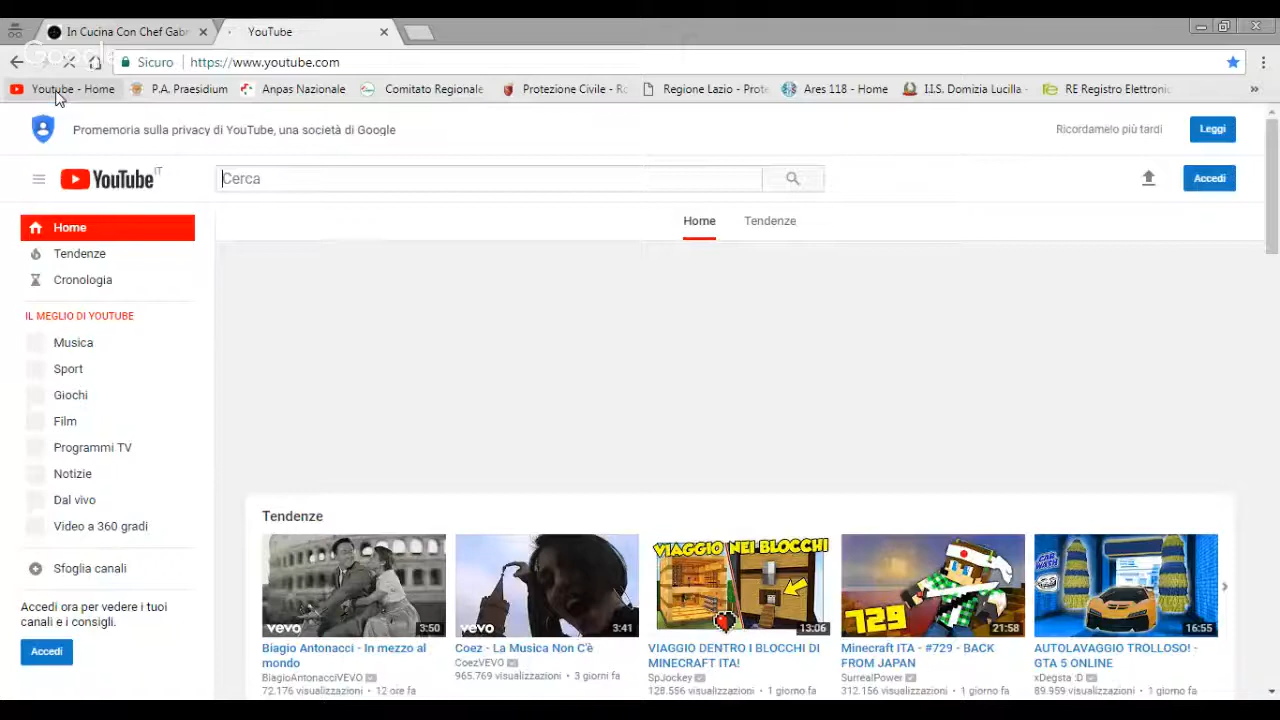 In Cucina Con Chef Gabr
YouTube
Google
Sicuro
https://www.youtube.com
Youtube - Home
P.A. Praesidium
Anpas Nazionale
Comitato Regionale
Protezione Civile - Ro
Regione Lazio - Prote
Ares 118 - Home
I.I.S. Domizia Lucilla -
RE Registro Elettronic
»
Promemoria sulla privacy di YouTube, una società di Google
Ricordamelo più tardi
Leggi
YouTube IT
Cerca
Accedi
Home
Tendenze
Home
Tendenze
Cronologia
IL MEGLIO DI YOUTUBE
Musica
Sport
Giochi
Film
Programmi TV
Notizie
Dal vivo
Video a 360 gradi
Sfoglia canali
Accedi ora per vedere i tuoi
canali e i consigli.
Accedi
Tendenze
vevo
3:50
Biagio Antonacci - In mezzo al
mondo
BiagioAntonacciVEVO
72.176 visualizzazioni • 12 ore fa
vevo
3:41
Coez - La Musica Non C'è
CoezVEVO
965.769 visualizzazioni • 3 giorni fa
VIAGGIO NEI BLOCCHI
13:06
VIAGGIO DENTRO I BLOCCHI DI
MINECRAFT ITA!
SpJockey
128.556 visualizzazioni • 1 giorno fa
729
21:58
Minecraft ITA - #729 - BACK
FROM JAPAN
SurrealPower
312.156 visualizzazioni • 1 giorno fa
16:55
AUTOLAVAGGIO TROLLOSO! -
GTA 5 ONLINE
xDegsta :D
89.959 visualizzazioni • 1 giorno fa